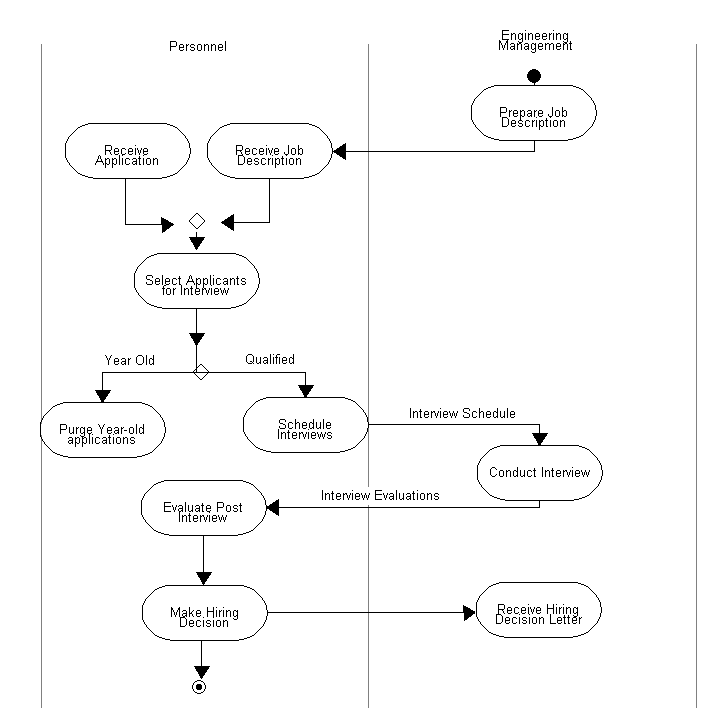 Personnel
Engineering
Management
Prepare Job
Description
Receive
Application
Receive Job
Description
Select Applicants
for Interview
Year Old
Qualified
Purge Year-old
applications
Schedule
Interviews
Interview Schedule
Conduct Interview
Interview Evaluations
Evaluate Post
Interview
Make Hiring
Decision
Receive Hiring
Decision Letter